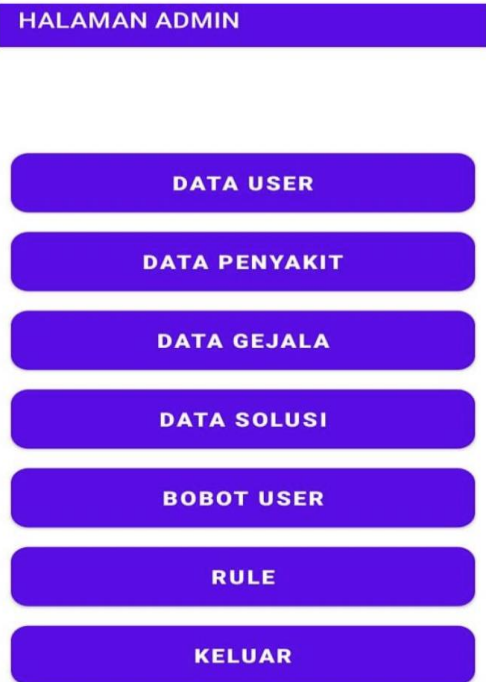 HALAMAN ADMIN
DATA USER
DATA PENYAKIT
DATA GEJALA
DATA SOLUSI
BOBOT USER
RULE
KELUAR